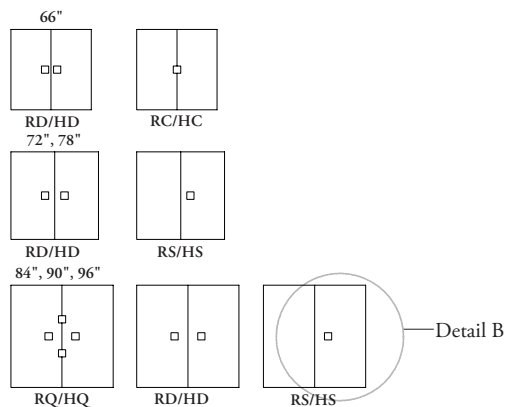 66"
RD/HD RC/HC
72", 78"
RD/HD RS/HS
84", 90", 96"
Detail B
RQ/HQ RD/HD RS/HS